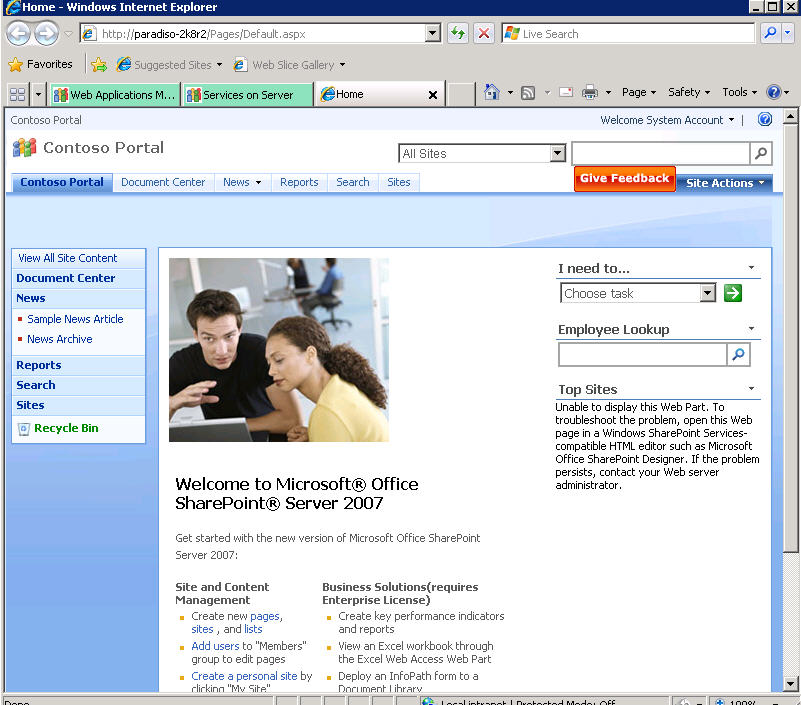 Home - Windows Internet Explorer
http://paradiso-2k8r2/Pages/Default.aspx
Live Search
Favorites
Suggested Sites
Web Slice Gallery
Web Applications M...
Services on Server
Home
Page
Safety
Tools
Contoso Portal
Welcome System Account
Contoso Portal
All Sites
Contoso Portal
Document Center
News
Reports
Search
Sites
Give Feedback
Site Actions
View All Site Content
Document Center
News
Sample News Article
News Archive
Reports
Search
Sites
Recycle Bin
I need to...
Choose task
Employee Lookup
Top Sites
Unable to display this Web Part. To
troubleshoot the problem, open this Web
page in a Windows SharePoint Services-
compatible HTML editor such as Microsoft
Office SharePoint Designer. If the problem
persists, contact your Web server
administrator.
Welcome to Microsoft® Office
SharePoint® Server 2007
Get started with the new version of Microsoft Office SharePoint
Server 2007:
Site and Content
Management
Create new pages,
sites , and lists
Add users to "Members"
group to edit pages
Create a personal site by
clicking "My Site"
Business Solutions(requires
Enterprise License)
Create key performance indicators
and reports
View an Excel workbook through
the Excel Web Access Web Part
Deploy an InfoPath form to a
Document Library
Done
Local intranet | Protected Mode: Off
100%